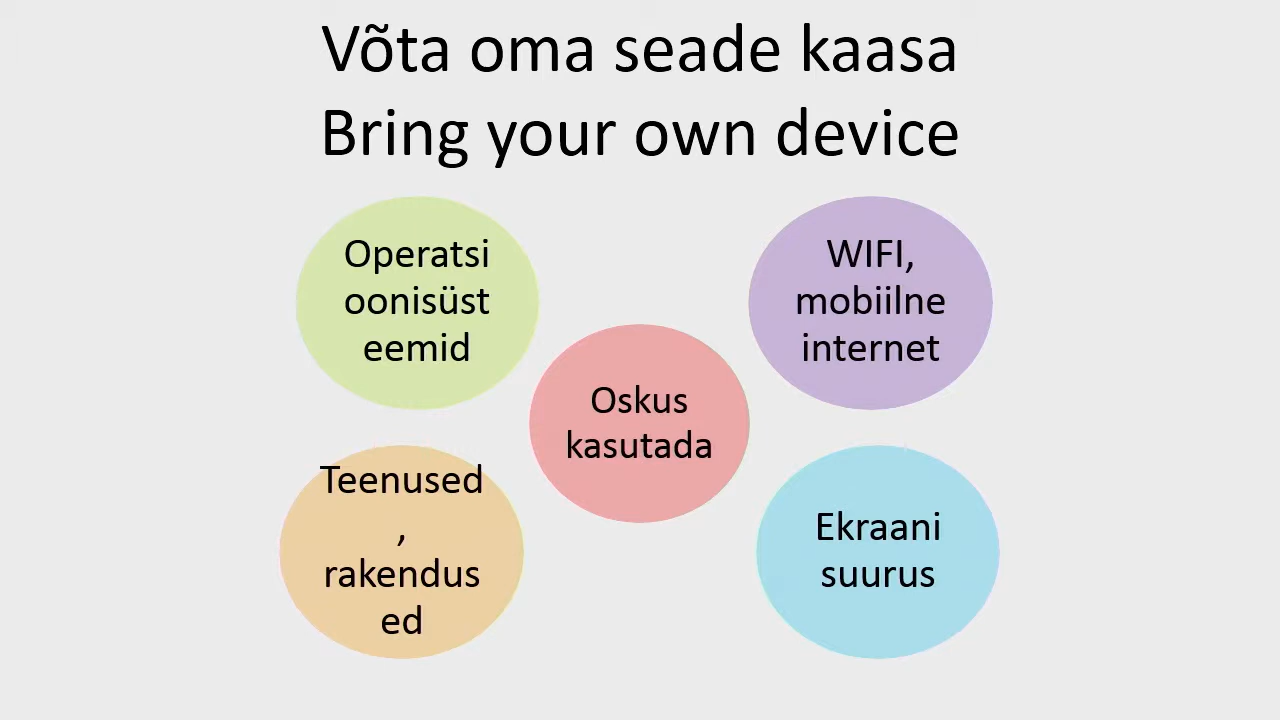 Võta oma seade kaasa
Bring your own device
Operatsi
oonisüst
eemid
WIFI,
mobiilne
internet
Oskus
kasutada
Teenused
,
rakendus
ed
Ekraani
suurus